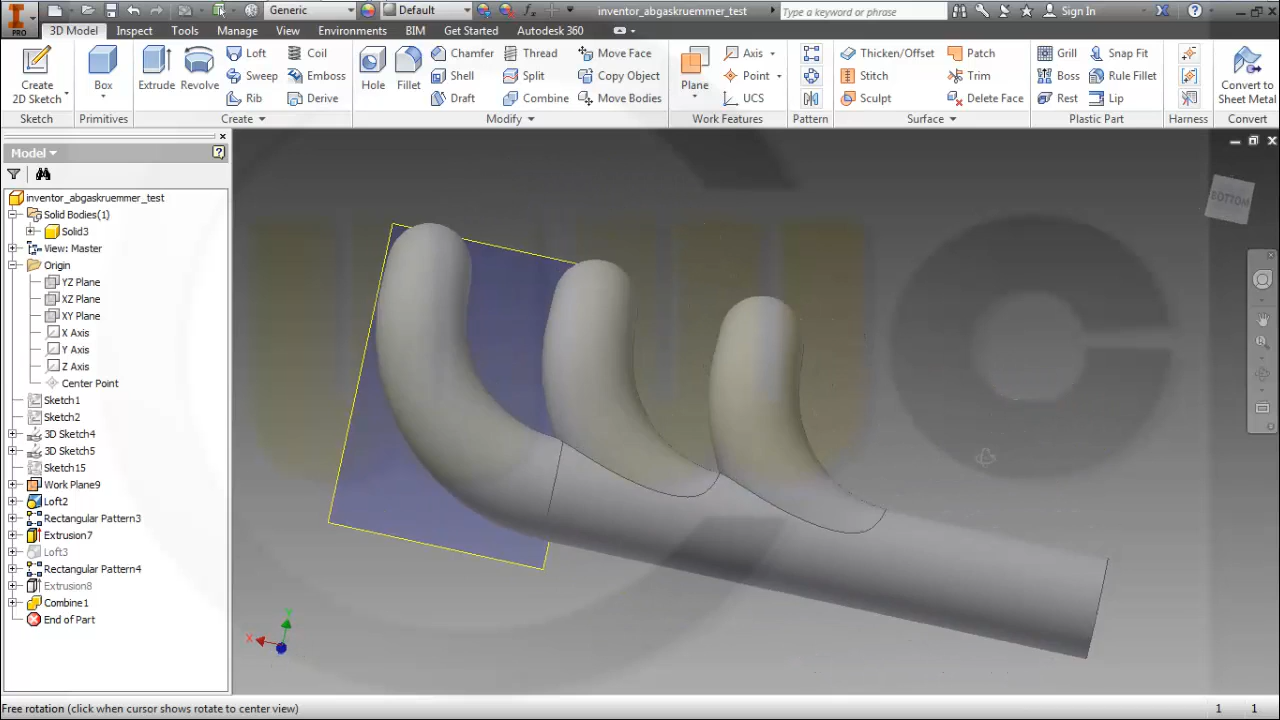 Generic
Default
inventor_abgaskruemmer_test
Type a keyword or phrase
Sign In
PRO
3D Model Inspect Tools Manage View Environments BIM Get Started Autodesk 360
Create
2D Sketch
Box
Extrude
Revolve
Loft
Sweep
Rib
Coil
Emboss
Derive
Hole
Fillet
Chamfer
Shell
Draft
Thread
Split
Combine
Move Face
Copy Object
Move Bodies
Plane
Axis
Point
UCS
Thicken/Offset
Stitch
Sculpt
Patch
Trim
Delete Face
Grill
Boss
Rest
Snap Fit
Rule Fillet
Lip
Convert to
Sheet Metal
Sketch Primitives Create Modify Work Features Pattern Surface Plastic Part Harness Convert
Model
inventor_abgaskruemmer_test
Solid Bodies(1)
Solid3
View: Master
Origin
YZ Plane
XZ Plane
XY Plane
X Axis
Y Axis
Z Axis
Center Point
Sketch1
Sketch2
3D Sketch4
3D Sketch5
Sketch15
Work Plane9
Loft2
Rectangular Pattern3
Extrusion7
Loft3
Rectangular Pattern4
Extrusion8
Combine1
End of Part
BOTTOM
Y
X
Free rotation (click when cursor shows rotate to center view)
1 1